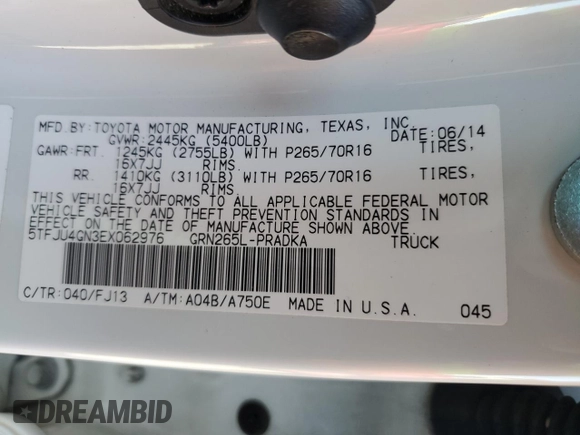 MFD.BY:TOYOTA MOTOR MANUFACTURING, TEXAS, INC.
GVWR:2445KG (5400LB) DATE:06/14
GAWR:FRT. 1245KG (2755LB) WITH P265/70R16 TIRES,
16X7JJ RIMS
RR. 1410KG (3110LB) WITH P265/70R16 TIRES,
16X7JJ RIMS.
THIS VEHICLE CONFORMS TO ALL APPLICABLE FEDERAL MOTOR
VEHICLE SAFETY AND THEFT PREVENTION STANDARDS IN
EFFECT ON THE DATE OF MANUFACTURE SHOWN ABOVE.
5TFJU4GN3EX062976 GRN265L-PRADKA TRUCK
C/TR:040/FJ13 A/TM:A04B/A750E MADE IN U.S.A. 045
DREAMBID